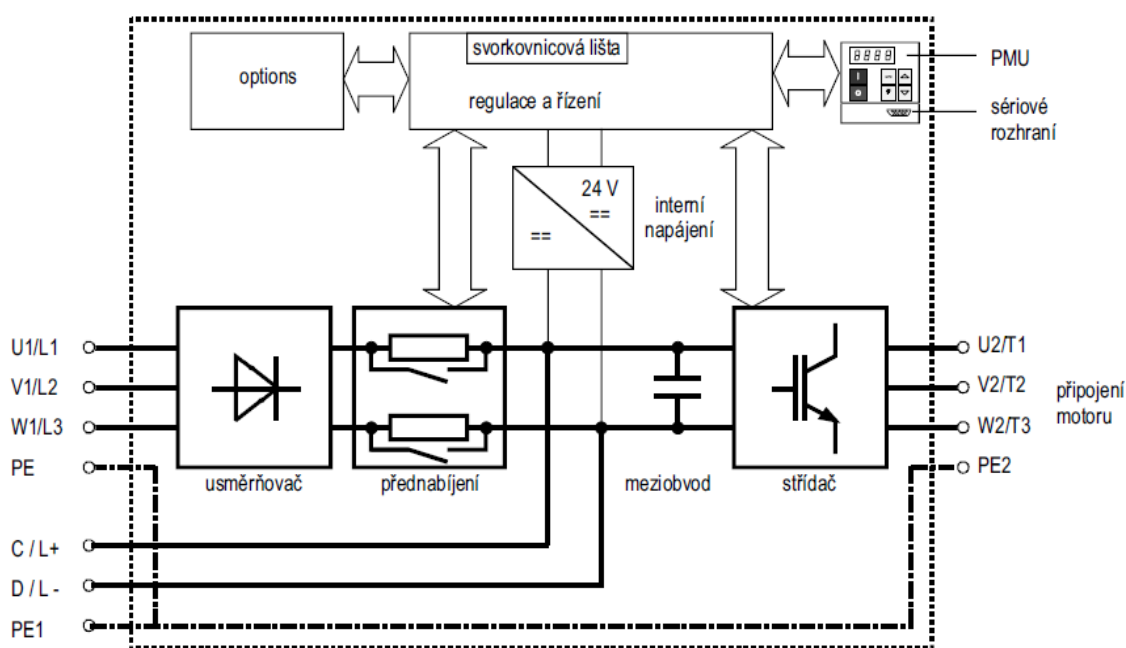 svorkovnicová lišta
options
regulace a řízení
8888
PMU
sériové
rozhraní
24 V
==
==
interní
napájení
U1/L1
V1/L2
W1/L3
PE
U2/T1
V2/T2
W2/T3
PE2
připojení
motoru
usměrňovač
přednabíjení
meziobvod
střídač
C / L+
D / L -
PE1